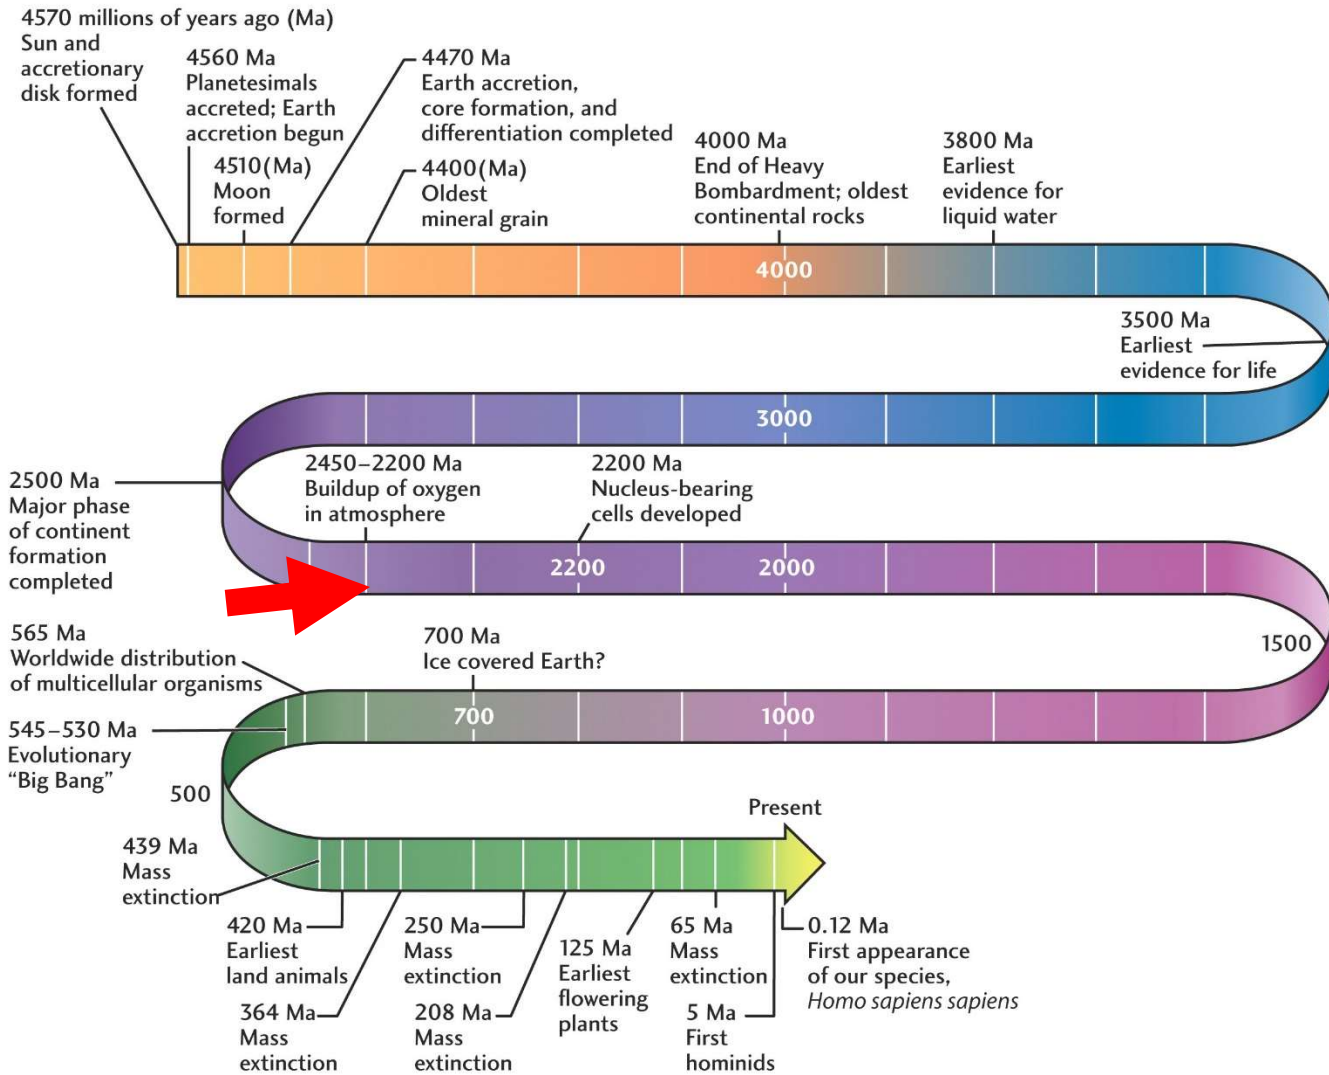 4570 millions of years ago (Ma)
Sun and
accretionary
disk formed
4560 Ma
Planetesimals
accreted; Earth
accretion begun
4510(Ma)
Moon
formed
4470 Ma
Earth accretion,
core formation, and
differentiation completed
4400(Ma)
Oldest
mineral grain
4000 Ma
End of Heavy
Bombardment; oldest
continental rocks
3800 Ma
Earliest
evidence for
liquid water
4000
3500 Ma
Earliest
evidence for life
3000
2500 Ma
Major phase
of continent
formation
completed
2450–2200 Ma
Buildup of oxygen
in atmosphere
2200 Ma
Nucleus-bearing
cells developed
2200
2000
1500
565 Ma
Worldwide distribution
of multicellular organisms
700 Ma
Ice covered Earth?
700
1000
545–530 Ma
Evolutionary
“Big Bang”
500
Present
439 Ma
Mass
extinction
420 Ma
Earliest
land animals
364 Ma
Mass
extinction
250 Ma
Mass
extinction
208 Ma
Mass
extinction
125 Ma
Earliest
flowering
plants
65 Ma
Mass
extinction
5 Ma
First
hominids
0.12 Ma
First appearance
of our species,
Homo sapiens sapiens